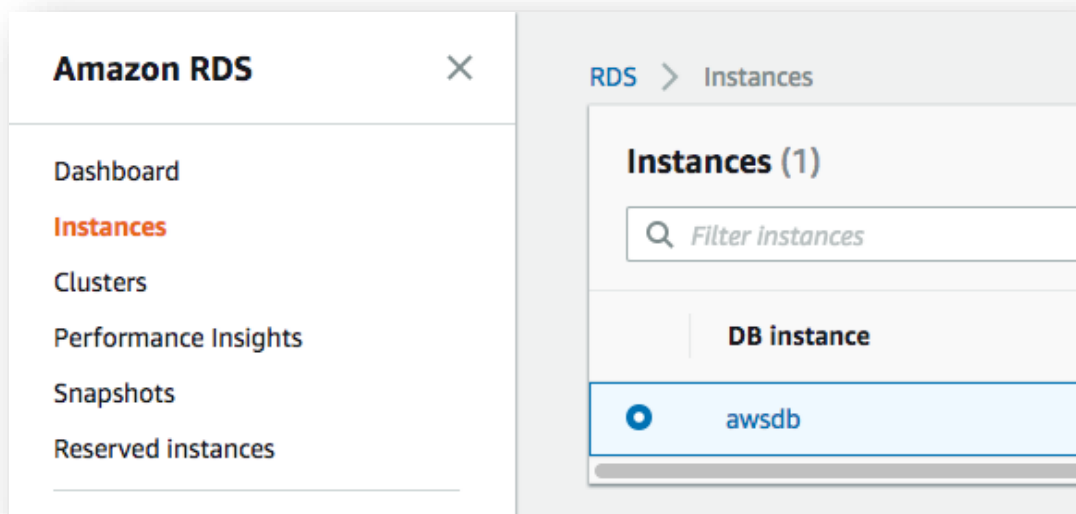 Amazon RDS
Dashboard
Instances
Clusters
Performance Insights
Snapshots
Reserved instances
RDS > Instances
Instances (1)
Filter instances
DB instance
awsdb